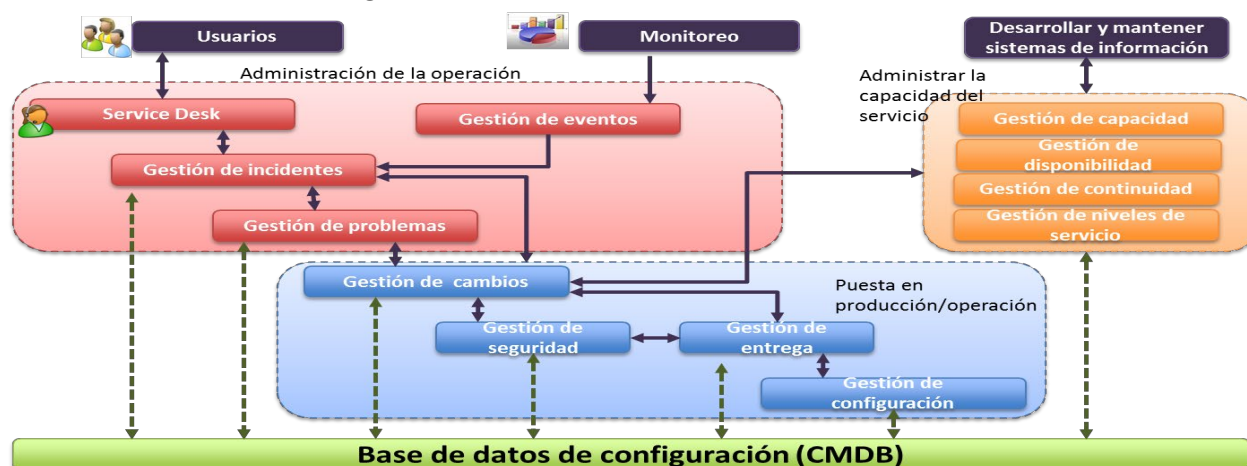 Usuarios
Monitoreo
Desarrollar y mantener
sistemas de información
Administración de la operación
Administrar la
capacidad del
servicio
Service Desk
Gestión de eventos
Gestión de capacidad
Gestión de incidentes
Gestión de
disponibilidad
Gestión de continuidad
Gestión de problemas
Gestión de niveles de
servicio
Gestión de cambios
Puesta en
producción/operación
Gestión de
seguridad
Gestión de
entrega
Gestión de
configuración
Base de datos de configuración (CMDB)